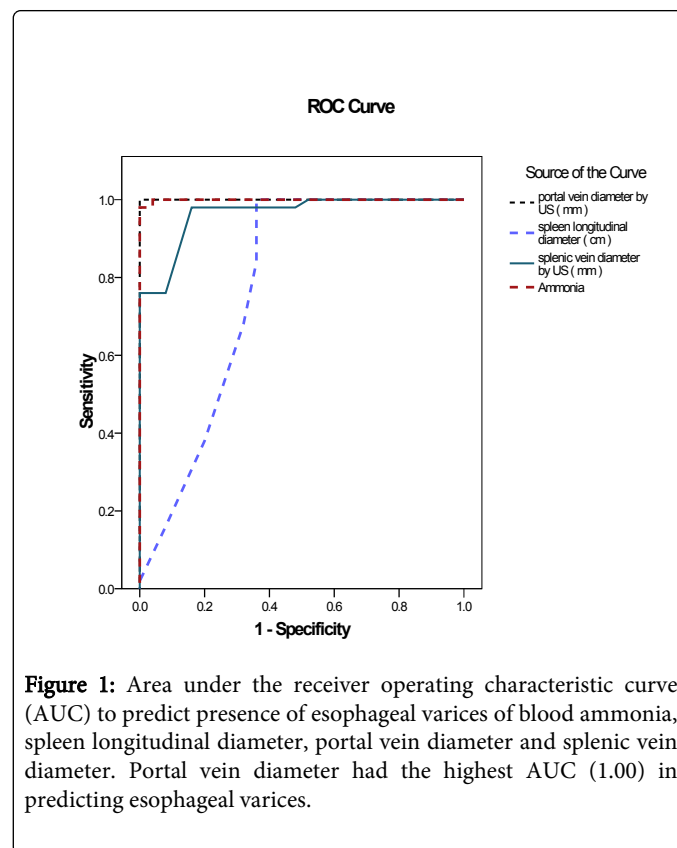 ROC Curve
Source of the Curve
portal vein diameter by
US ( mm )
spleen longitudinal
diameter ( cm )
splenic vein diameter
by US ( mm )
Ammonia
Sensitivity
1.0
0.8
0.6
0.4
0.2
0.0
0.0 0.2 0.4 0.6 0.8 1.0
1 - Specificity
Figure 1: Area under the receiver operating characteristic curve
(AUC) to predict presence of esophageal varices of blood ammonia,
spleen longitudinal diameter, portal vein diameter and splenic vein
diameter. Portal vein diameter had the highest AUC (1.00) in
predicting esophageal varices.